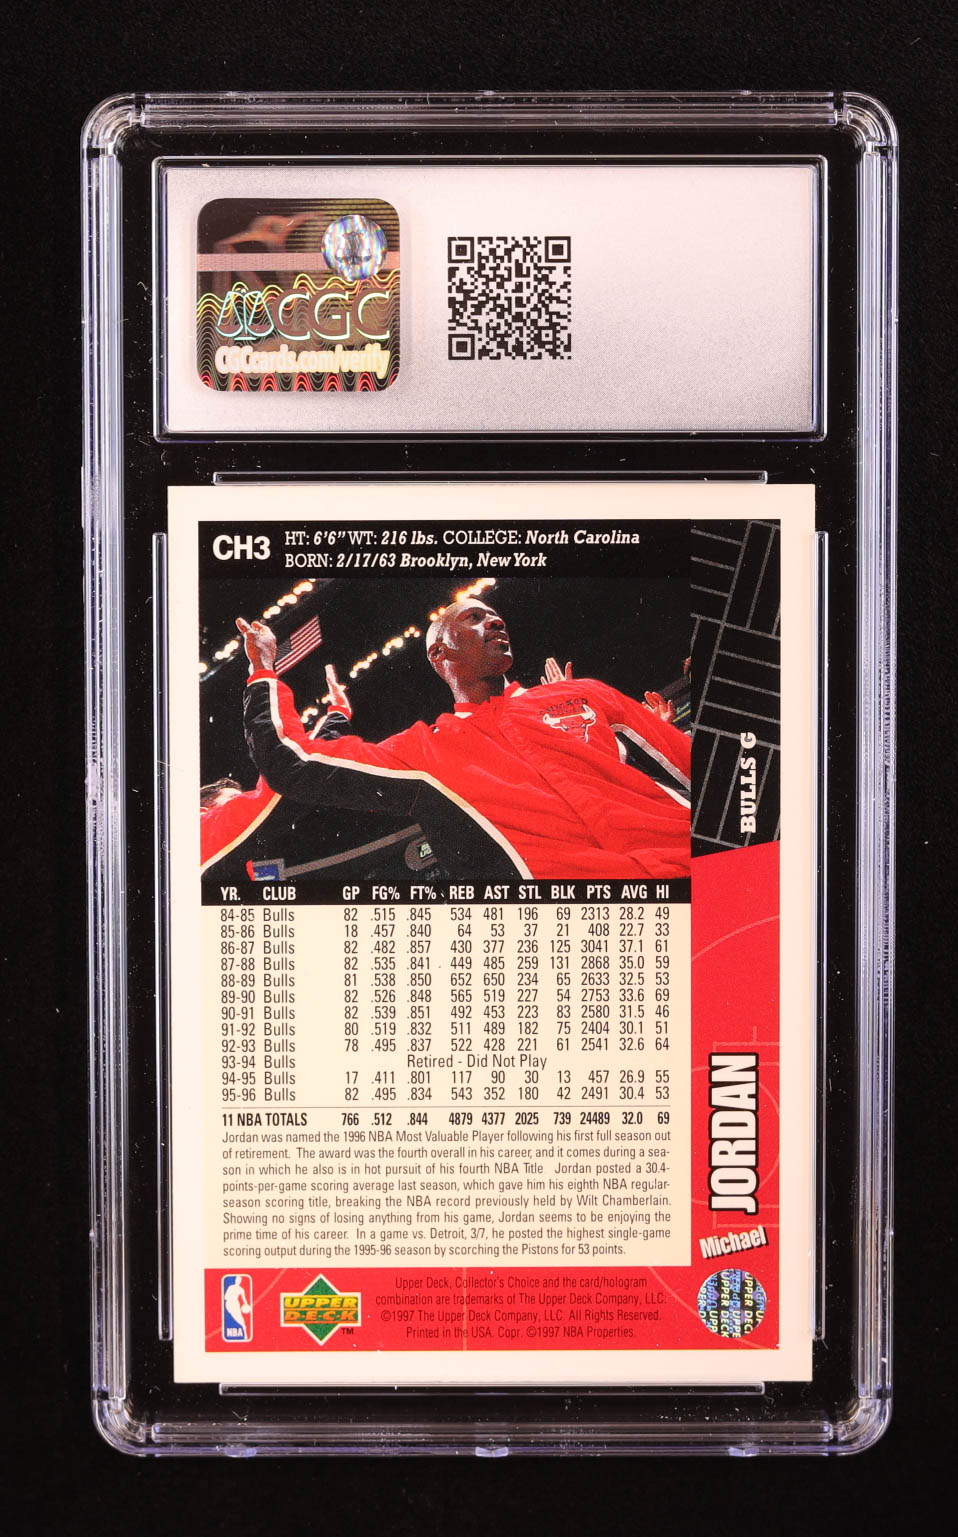 CGC
CGCcards.com/verify
CH3
HT: 6'6" WT: 216 lbs. COLLEGE: North Carolina
BORN: 2/17/63 Brooklyn, New York
BULLS G
YR. CLUB GP FG% FT% REB AST STL BLK PTS AVG HI
84-85 Bulls 82 .515 .845 534 481 196 69 2313 28.2 49
85-86 Bulls 18 .457 .840 64 53 37 21 408 22.7 33
86-87 Bulls 82 .482 .857 430 377 236 125 3041 37.1 61
87-88 Bulls 82 .535 .841 449 485 259 131 2868 35.0 59
88-89 Bulls 81 .538 .850 652 650 234 65 2633 32.5 53
89-90 Bulls 82 .526 .848 565 519 227 54 2753 33.6 69
90-91 Bulls 82 .539 .851 492 453 223 83 2580 31.5 46
91-92 Bulls 80 .519 .832 511 489 182 75 2404 30.1 51
92-93 Bulls 78 .495 .837 522 428 221 61 2541 32.6 64
93-94 Bulls Retired - Did Not Play
94-95 Bulls 17 .411 .801 117 90 30 13 457 26.9 55
95-96 Bulls 82 .495 .834 543 352 180 42 2491 30.4 53
11 NBA TOTALS 766 .512 .844 4879 4377 2025 739 24489 32.0 69
Jordan was named the 1996 NBA Most Valuable Player following his first full season out
of retirement. The award was the fourth overall in his career, and it comes during a sea-
son in which he also is in hot pursuit of his fourth NBA Title Jordan posted a 30.4-
points-per-game scoring average last season, which gave him his eighth NBA regular-
season scoring title, breaking the NBA record previously held by Wilt Chamberlain.
Showing no signs of losing anything from his game, Jordan seems to be enjoying the
prime time of his career. In a game vs. Detroit, 3/7, he posted the highest single-game
scoring output during the 1995-96 season by scorching the Pistons for 53 points.
Michael
JORDAN
NBA
UPPER
DECK
TM
Upper Deck, Collector's Choice and the card/hologram
combination are trademarks of The Upper Deck Company, LLC.
©1997 The Upper Deck Company, LLC. All Rights Reserved.
Printed in the USA. Copr. ©1997 NBA Properties.
UPPER DECK